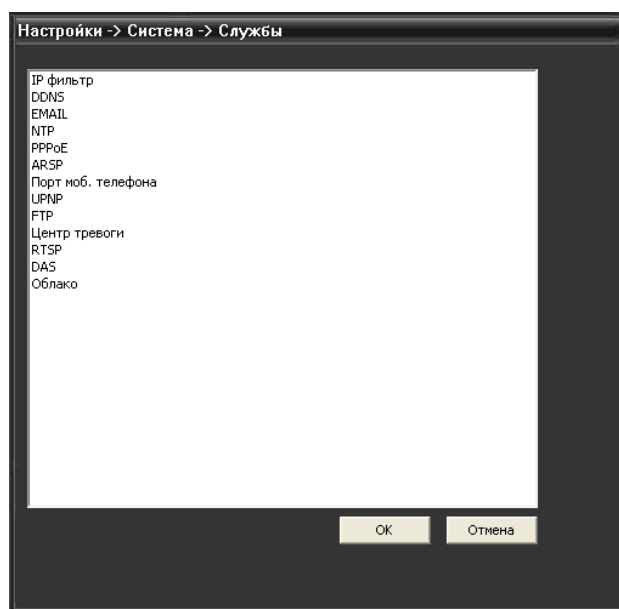 Настройки -> Система -> Службы
IP фильтр
DDNS
EMAIL
NTP
PPPoE
ARSP
Порт моб. телефона
UPNP
FTP
Центр тревоги
RTSP
DAS
Облако
OK
Отмена